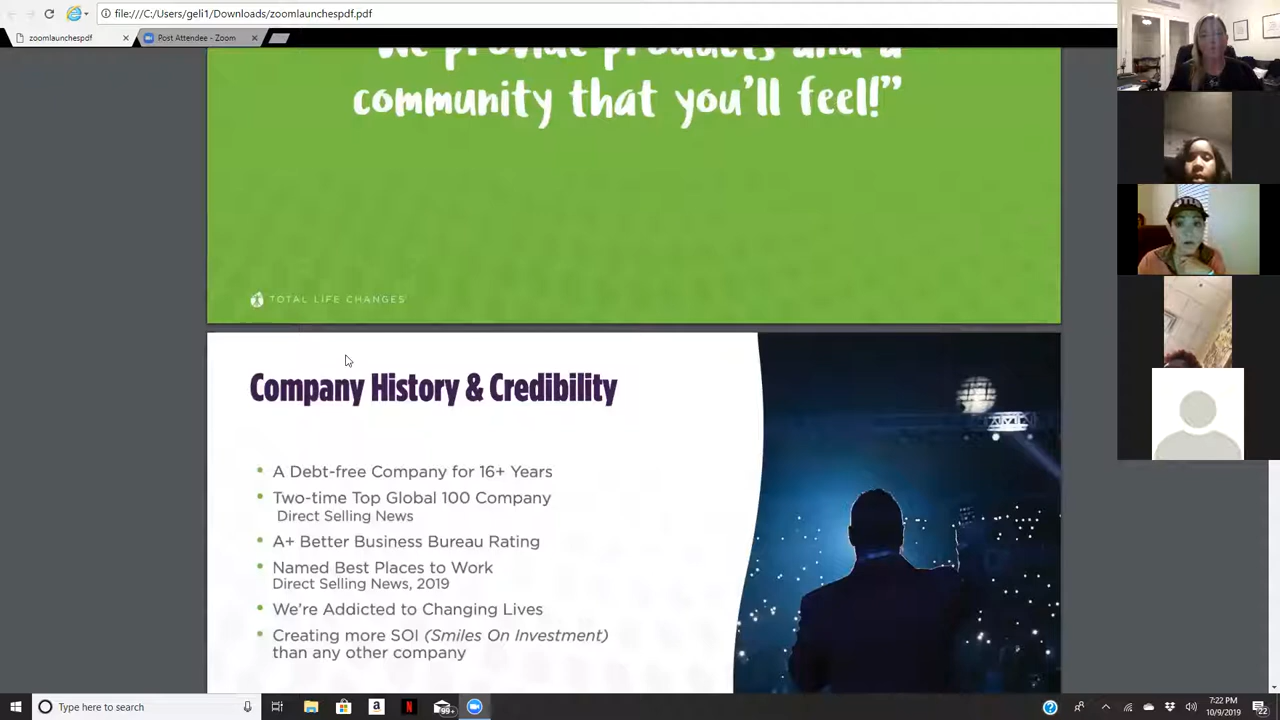 file:///C:/Users/geli1/Downloads/zoomlaunchespdf.pdf
zoomlaunchespdf
Post Attendee - Zoom
"We provide products and a
community that you'll feel!"
TOTAL LIFE CHANGES
Company History & Credibility
• A Debt-free Company for 16+ Years
• Two-time Top Global 100 Company
Direct Selling News
• A+ Better Business Bureau Rating
• Named Best Places to Work
Direct Selling News, 2019
• We're Addicted to Changing Lives
• Creating more SOI (Smiles On Investment)
than any other company
Type here to search
99+
7:22 PM
10/9/2019
22